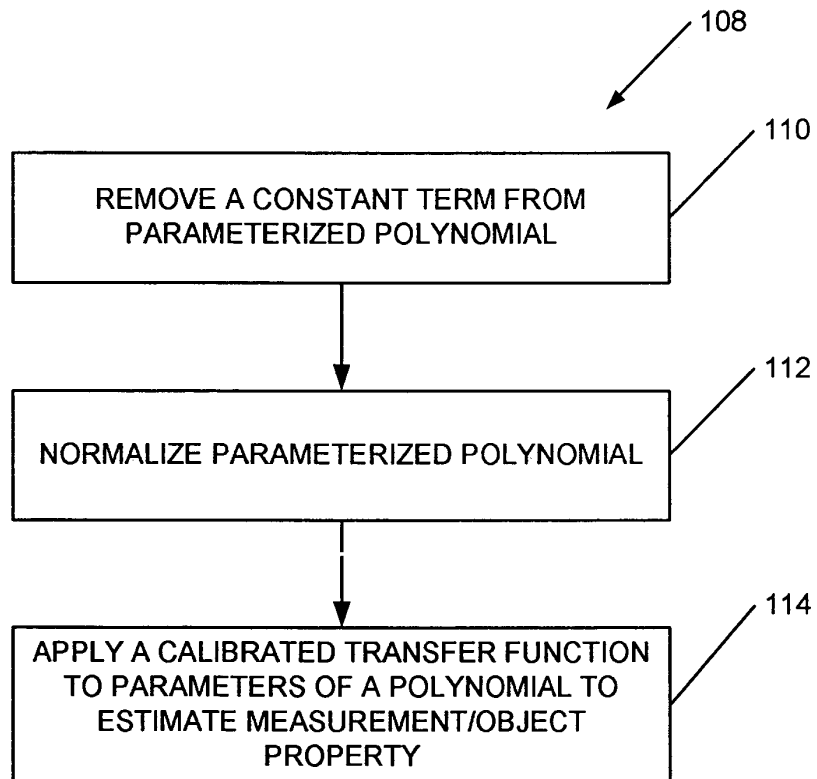 108
110
REMOVE A CONSTANT TERM FROM
PARAMETERIZED POLYNOMIAL
112
NORMALIZE PARAMETERIZED POLYNOMIAL
114
APPLY A CALIBRATED TRANSFER FUNCTION
TO PARAMETERS OF A POLYNOMIAL TO
ESTIMATE MEASUREMENT/OBJECT
PROPERTY